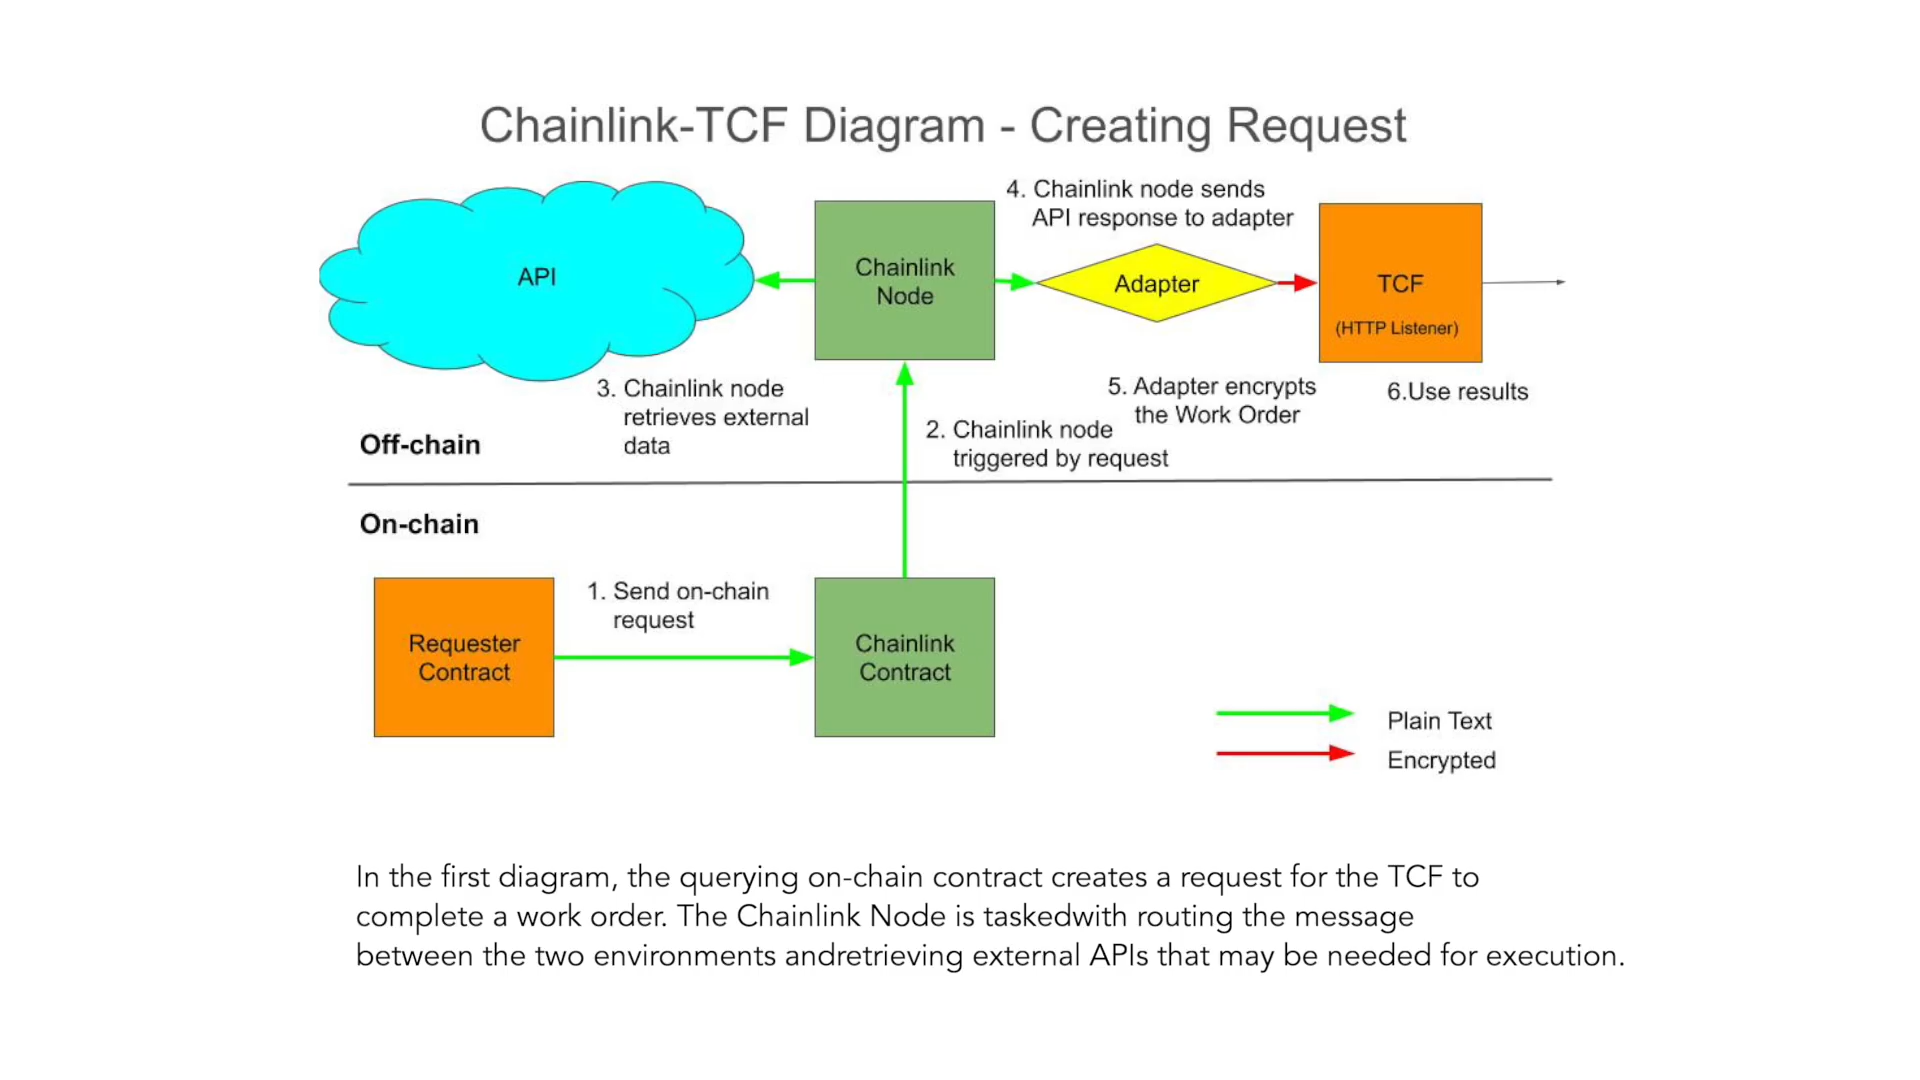 Chainlink-TCF Diagram - Creating Request
4. Chainlink node sends
API response to adapter
API
Chainlink
Node
Adapter
TCF
(HTTP Listener)
3. Chainlink node
retrieves external
data
5. Adapter encrypts
the Work Order
6.Use results
2. Chainlink node
triggered by request
Off-chain
On-chain
1. Send on-chain
request
Requester
Contract
Chainlink
Contract
Plain Text
Encrypted
In the first diagram, the querying on-chain contract creates a request for the TCF to
complete a work order. The Chainlink Node is taskedwith routing the message
between the two environments andretrieving external APIs that may be needed for execution.